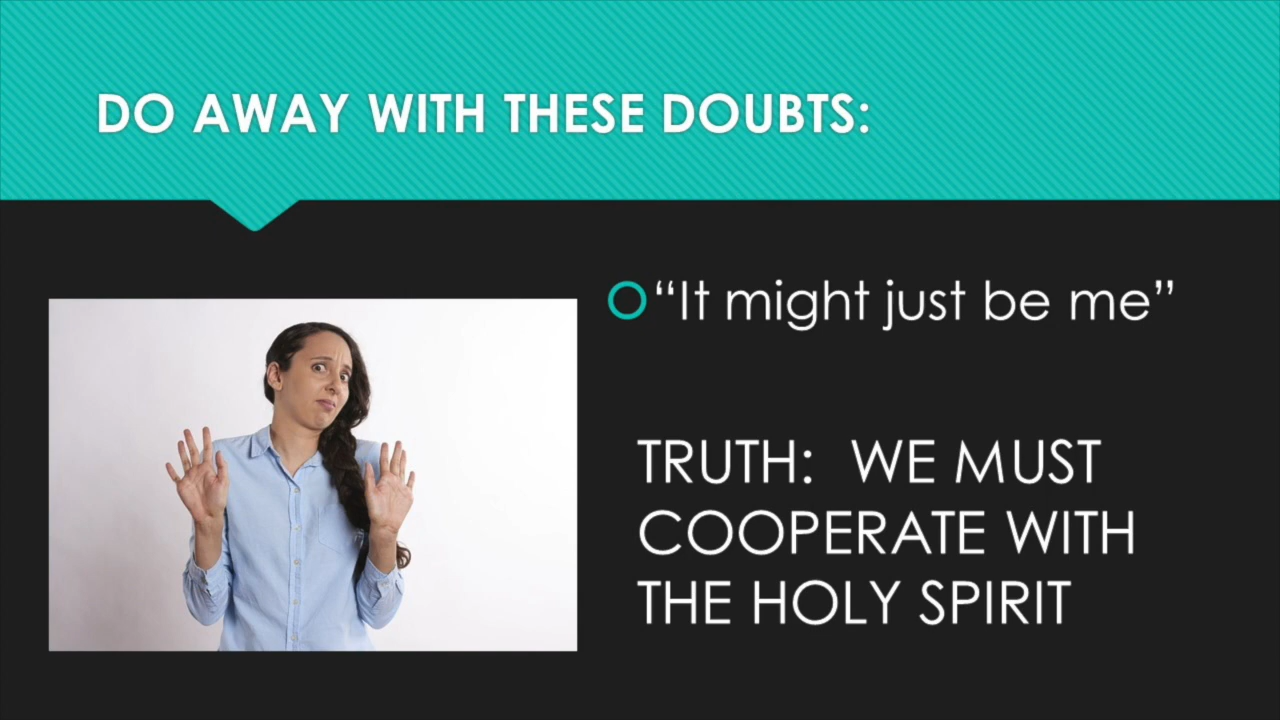 DO AWAY WITH THESE DOUBTS:
“It might just be me”
TRUTH:  WE MUST
COOPERATE WITH
THE HOLY SPIRIT